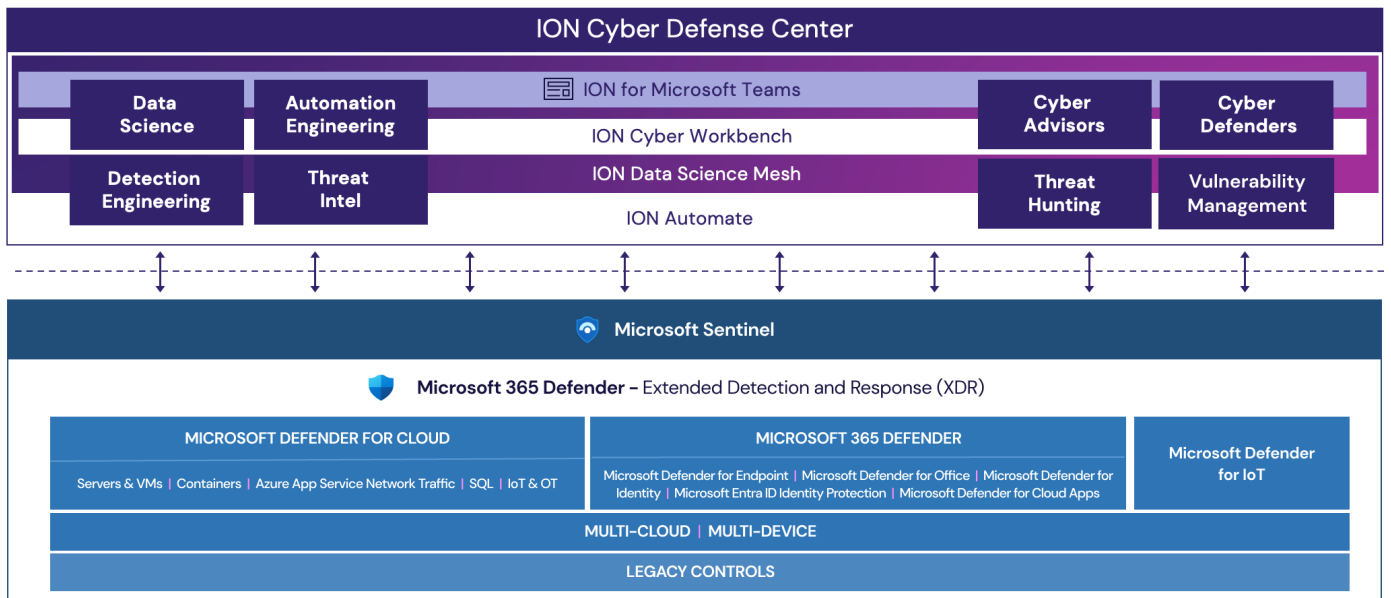 ION Cyber Defense Center
ION for Microsoft Teams
Data
Science
Automation
Engineering
Cyber
Advisors
Cyber
Defenders
ION Cyber Workbench
ION Data Science Mesh
Detection
Engineering
Threat
Intel
Threat
Hunting
Vulnerability
Management
ION Automate
Microsoft Sentinel
Microsoft 365 Defender – Extended Detection and Response (XDR)
MICROSOFT DEFENDER FOR CLOUD
Servers & VMs | Containers | Azure App Service Network Traffic | SQL | IoT & OT
MICROSOFT 365 DEFENDER
Microsoft Defender for Endpoint | Microsoft Defender for Office | Microsoft Defender for
Identity | Microsoft Entra ID Identity Protection | Microsoft Defender for Cloud Apps
Microsoft Defender
for IoT
MULTI-CLOUD | MULTI-DEVICE
LEGACY CONTROLS